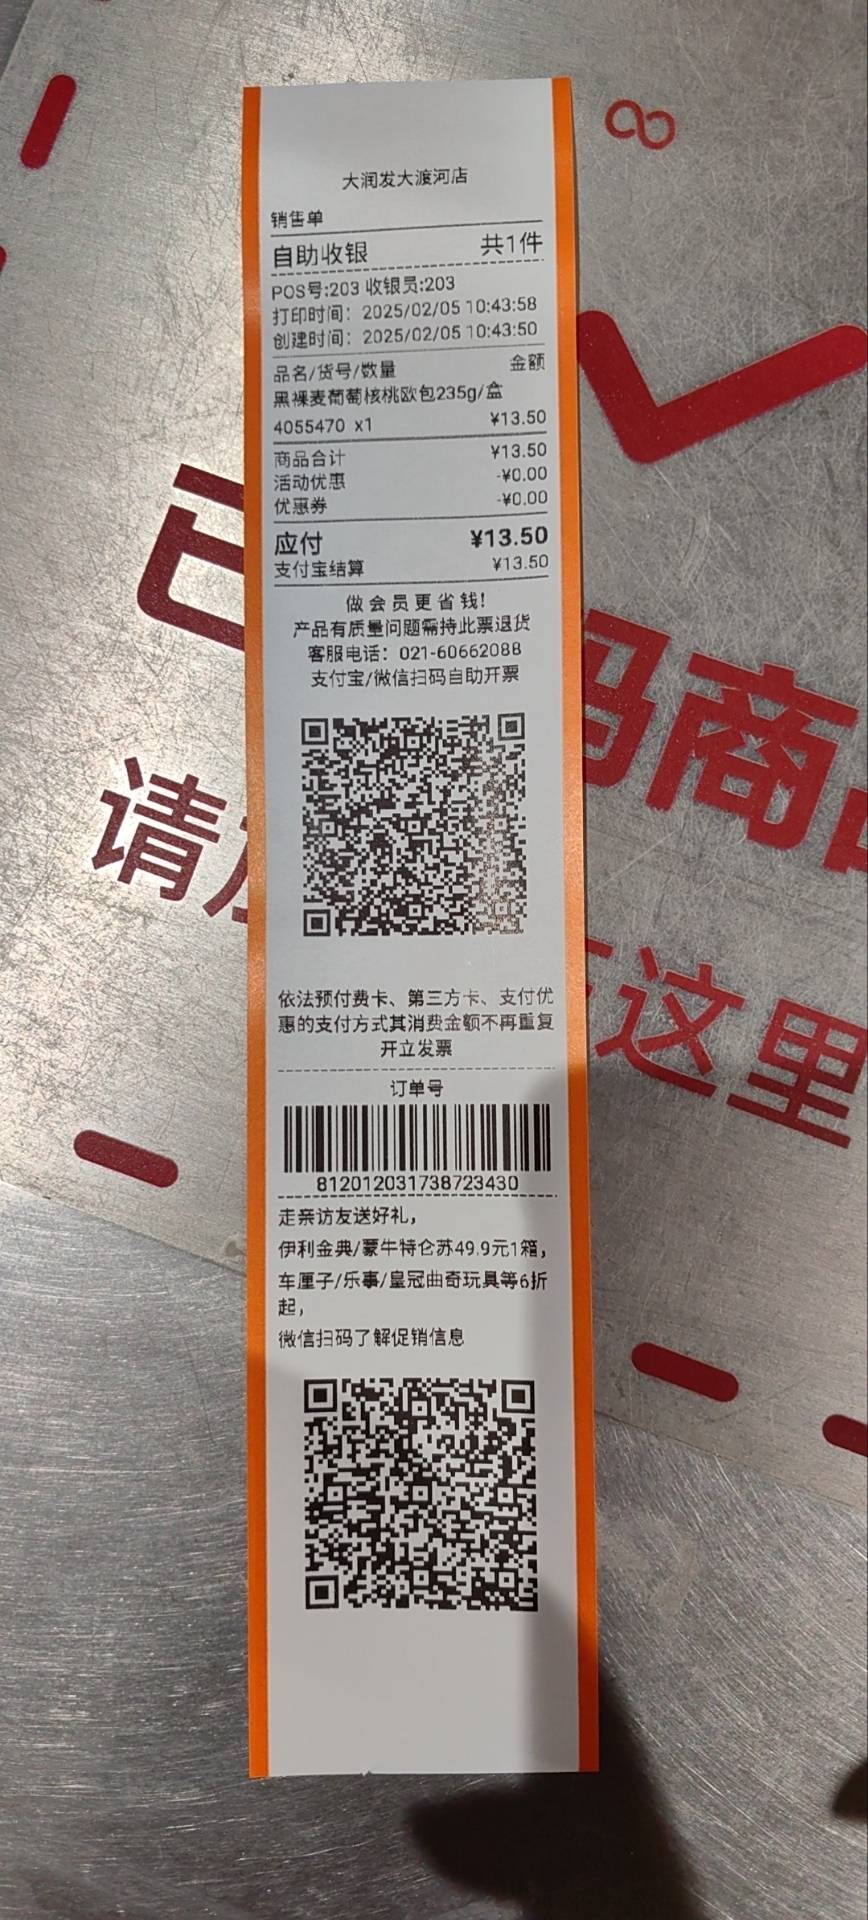 大润发大渡河店
销售单
自助收银 共1件
POS号:203 收银员:203
打印时间: 2025/02/05 10:43:58
创建时间: 2025/02/05 10:43:50
品名/货号/数量 金额
黑裸麦葡萄核桃欧包235g/盒
4055470 x1 ¥13.50
商品合计 ¥13.50
活动优惠 -¥0.00
优惠券 -¥0.00
应付 ¥13.50
支付宝结算 ¥13.50
做会员更省钱!
产品有质量问题需持此票退货
客服电话: 021-60662088
支付宝/微信扫码自助开票
依法预付费卡、第三方卡、支付优
惠的支付方式其消费金额不再重复
开立发票
订单号
812012031738723430
走亲访友送好礼，
伊利金典/蒙牛特仑苏49.9元1箱，
车厘子/乐事/皇冠曲奇玩具等6折
起，
微信扫码了解促销信息
已 码商
请 这里